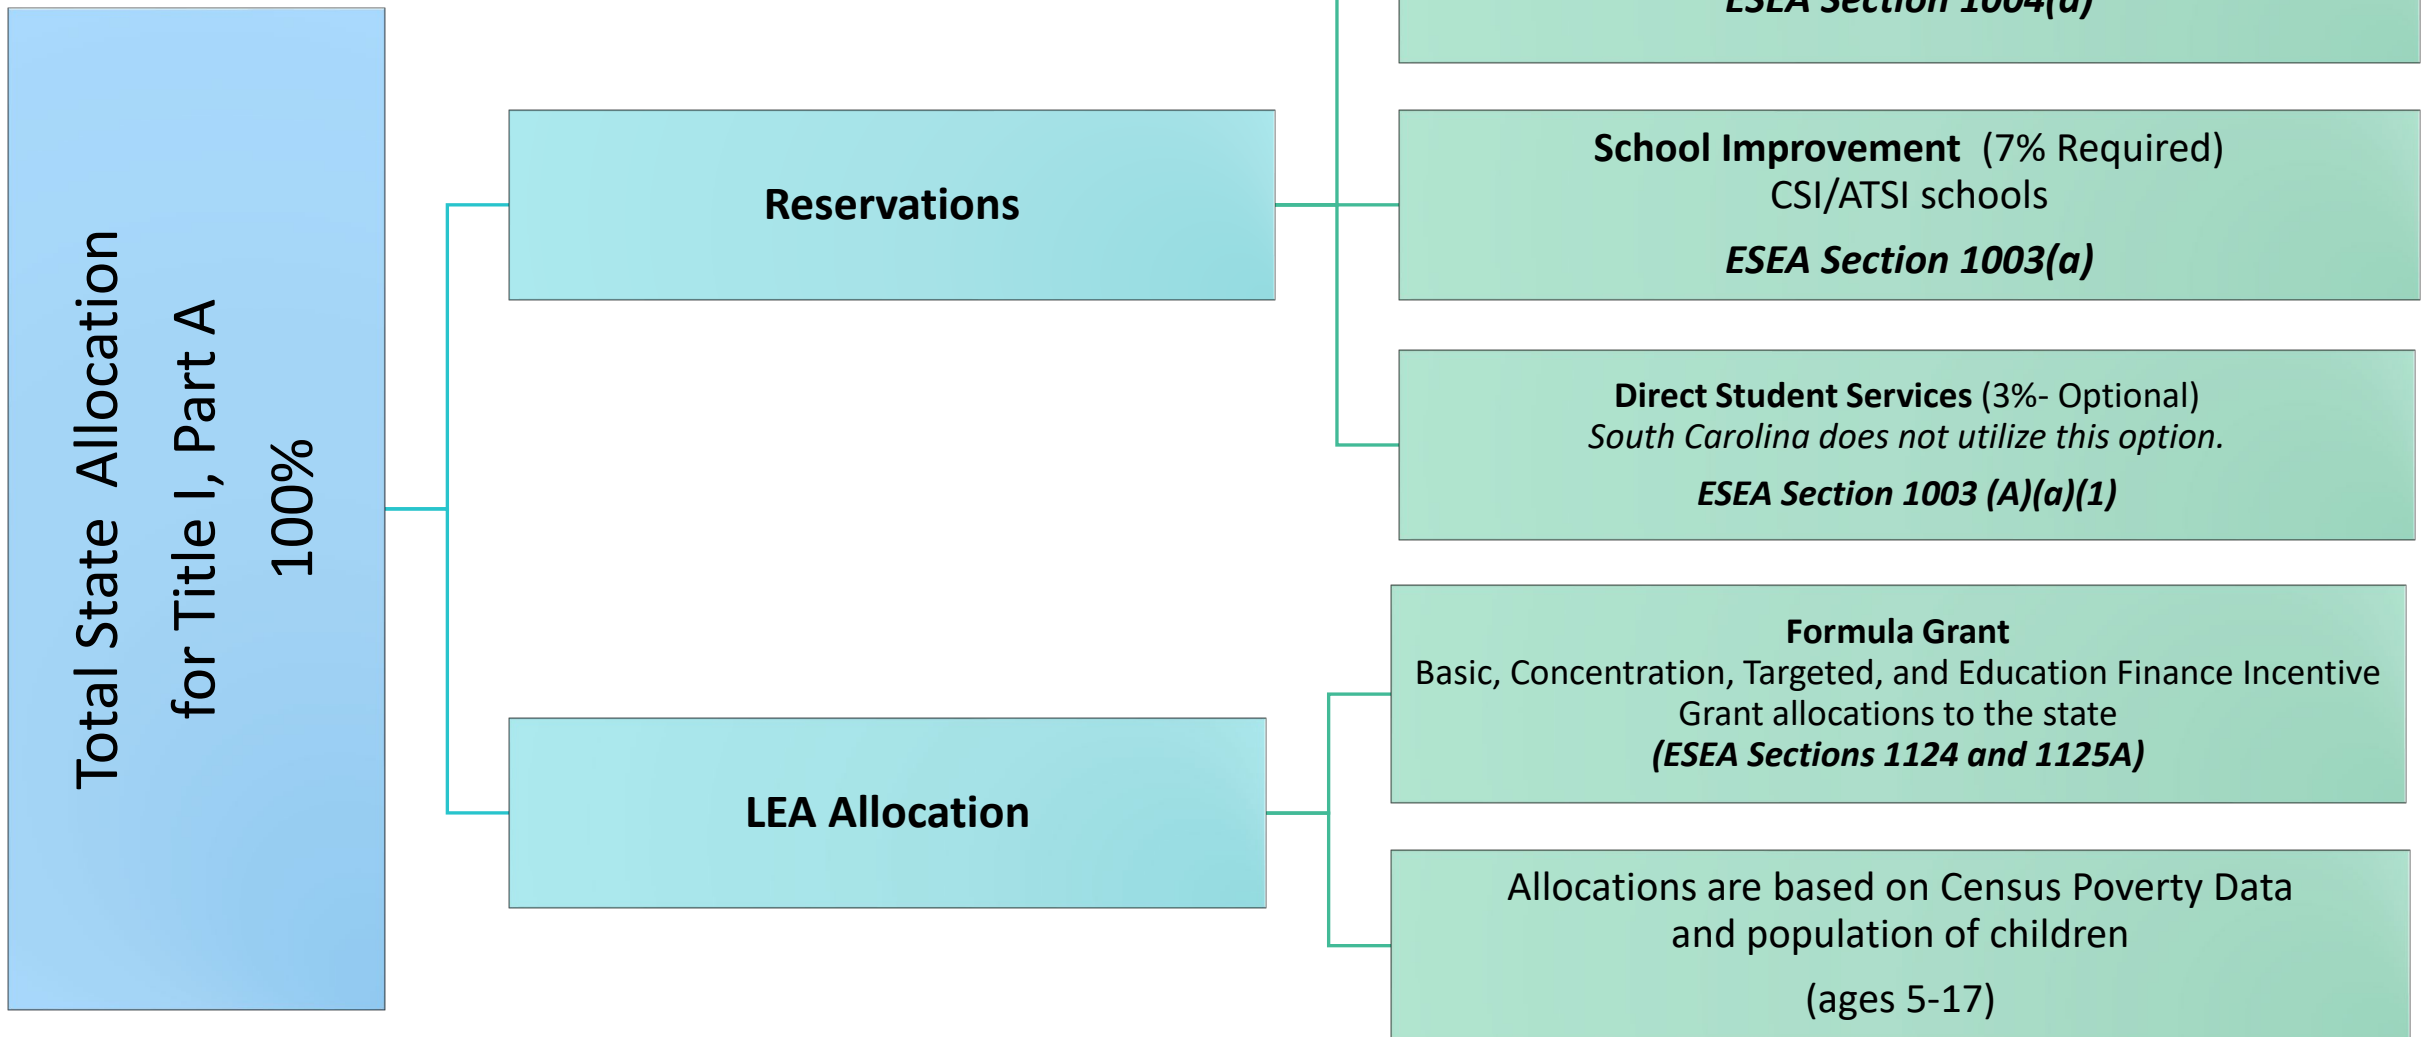 Total State Allocation
for Title I, Part A
100%
Reservations
LEA Allocation
ESEA Section 1004(a)
School Improvement (7% Required)
CSI/ATSI schools
ESEA Section 1003(a)
Direct Student Services (3%- Optional)
South Carolina does not utilize this option.
ESEA Section 1003 (A)(a)(1)
Formula Grant
Basic, Concentration, Targeted, and Education Finance Incentive
Grant allocations to the state
(ESEA Sections 1124 and 1125A)
Allocations are based on Census Poverty Data
and population of children
(ages 5-17)